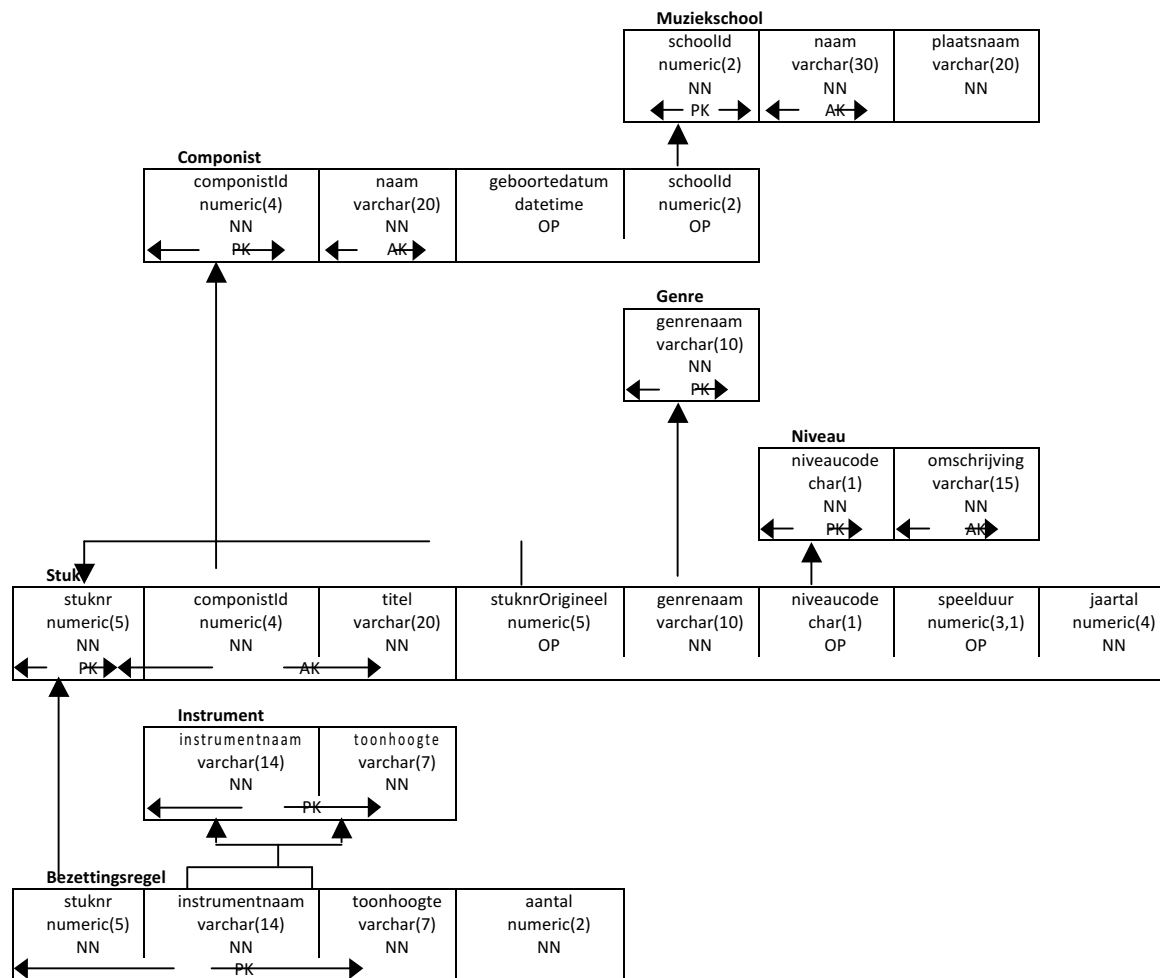 Muziekschool
schoolId naam plaatsnaam
numeric(2) varchar(30) varchar(20)
NN NN NN
PK AK
Componist
componistId naam geboortedatum schoolId
numeric(4) varchar(20) datetime numeric(2)
NN NN OP OP
PK AK
Genre
genrenaam
varchar(10)
NN
PK
Niveau
niveaucode omschrijving
char(1) varchar(15)
NN NN
PK AK
Stuk
stuknr componistId titel stuknrOrigineel genrenaam niveaucode speelduur jaartal
numeric(5) numeric(4) varchar(20) numeric(5) varchar(10) char(1) numeric(3,1) numeric(4)
NN NN NN OP NN OP OP NN
PK AK
Instrument
instrumentnaam toonhoogte
varchar(14) varchar(7)
NN NN
PK
Bezettingsregel
stuknr instrumentnaam toonhoogte aantal
numeric(5) varchar(14) varchar(7) numeric(2)
NN NN NN NN
PK